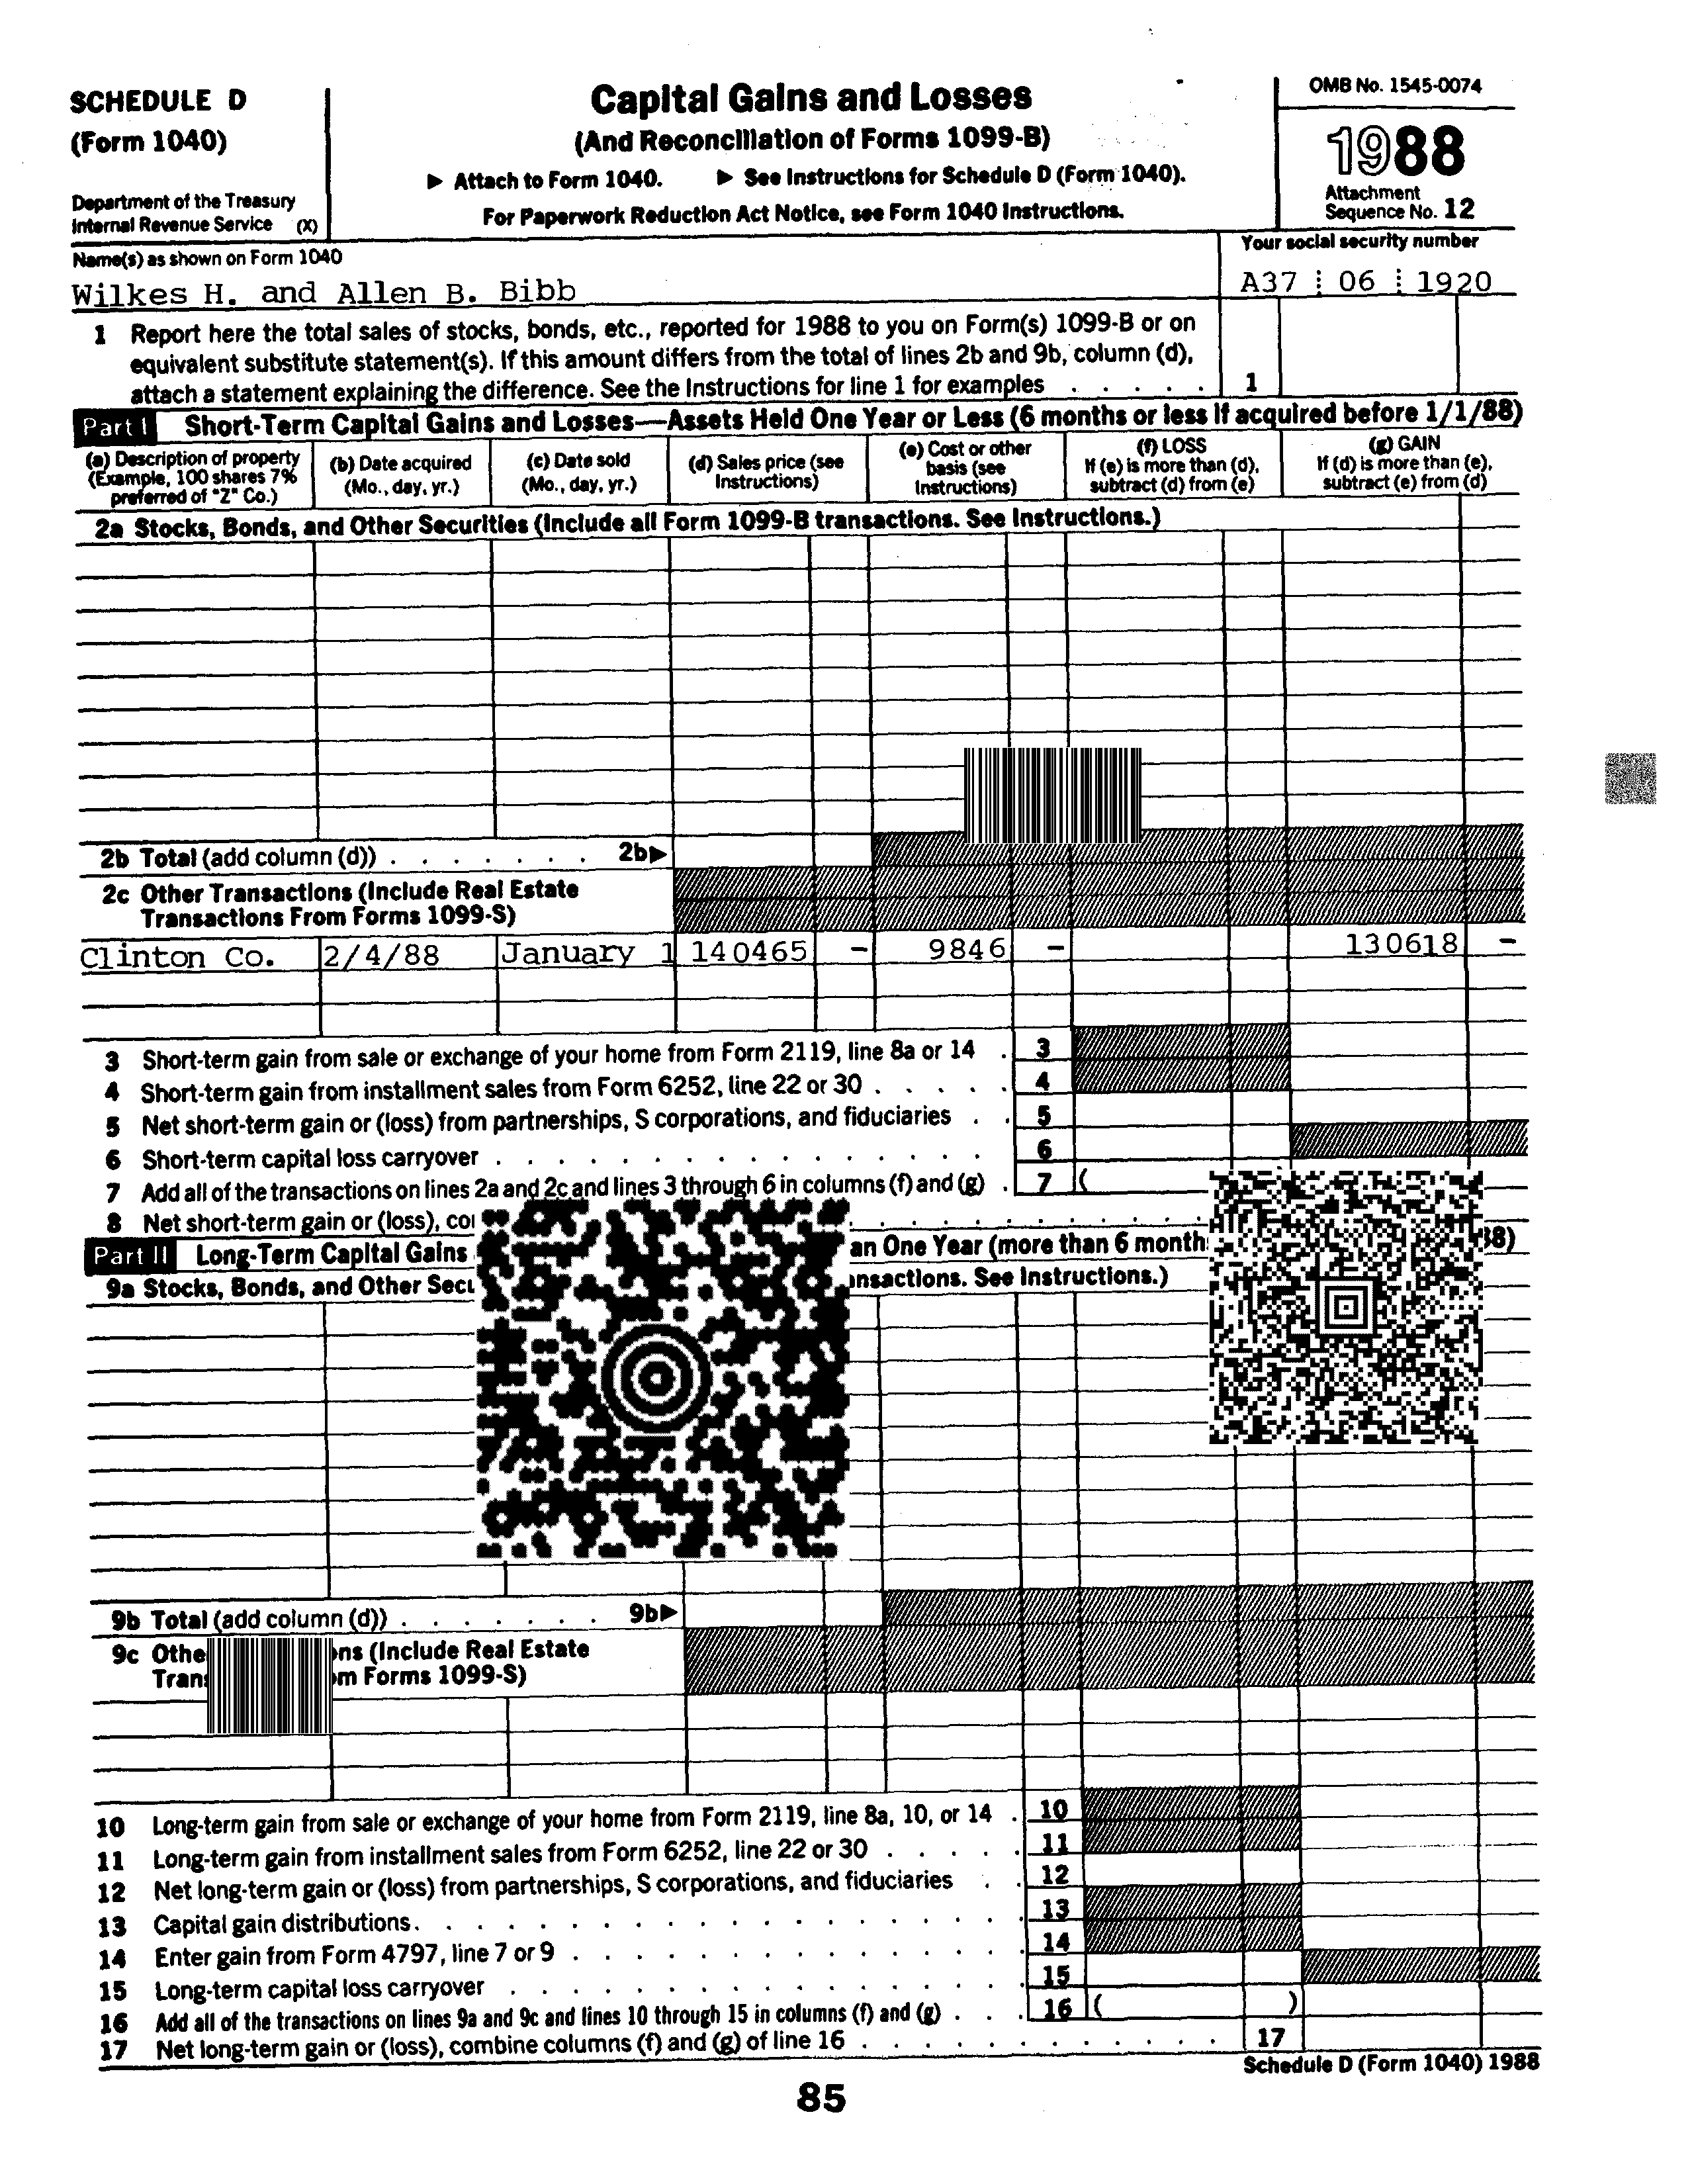 SCHEDULE D
(Form 1040)
Department of the Treasury
Internal Revenue Service (X)
Capital Gains and Losses
(And Reconciliation of Forms 1099-B)
▶ Attach to Form 1040. ▶ See Instructions for Schedule D (Form 1040).
For Paperwork Reduction Act Notice, see Form 1040 Instructions.
OMB No. 1545-0074
1988
Attachment
Sequence No. 12
Name(s) as shown on Form 1040
Your social security number
Wilkes H. and Allen B. Bibb
A37 06 1920
1 Report here the total sales of stocks, bonds, etc., reported for 1988 to you on Form(s) 1099-B or on
equivalent substitute statement(s). If this amount differs from the total of lines 2b and 9b, column (d),
attach a statement explaining the difference. See the Instructions for line 1 for examples . . . . . 1
Part I Short-Term Capital Gains and Losses—Assets Held One Year or Less (6 months or less if acquired before 1/1/88)
(a) Description of property
(Example, 100 shares 7%
preferred of "Z" Co.)
(b) Date acquired
(Mo., day, yr.)
(c) Date sold
(Mo., day, yr.)
(d) Sales price (see
Instructions)
(e) Cost or other
basis (see
Instructions)
(f) LOSS
If (e) is more than (d),
subtract (d) from (e)
(g) GAIN
If (d) is more than (e),
subtract (e) from (d)
2a Stocks, Bonds, and Other Securities (Include all Form 1099-B transactions. See Instructions.)
2b Total (add column (d)) . . . . . . . 2b▶
2c Other Transactions (Include Real Estate
Transactions From Forms 1099-S)
Clinton Co. 2/4/88 January 1 140465 - 9846 - 130618 -
3 Short-term gain from sale or exchange of your home from Form 2119, line 8a or 14 . 3
4 Short-term gain from installment sales from Form 6252, line 22 or 30 . . . . . 4
5 Net short-term gain or (loss) from partnerships, S corporations, and fiduciaries . . 5
6 Short-term capital loss carryover . . . . . . . . . . . . . . . . 6
7 Add all of the transactions on lines 2a and 2c and lines 3 through 6 in columns (f) and (g) . 7 (
8 Net short-term gain or (loss),
Part II Long-Term Capital Gains an One Year (more than 6 month 88)
9a Stocks, Bonds, and Other nsactions. See Instructions.)
9b Total (add column (d)) . . . . . . . 9b▶
9c Othe ns (Include Real Estate
Trans m Forms 1099-S)
10 Long-term gain from sale or exchange of your home from Form 2119, line 8a, 10, or 14 . 10
11 Long-term gain from installment sales from Form 6252, line 22 or 30 . . . . . 11
12 Net long-term gain or (loss) from partnerships, S corporations, and fiduciaries . . 12
13 Capital gain distributions. . . . . . . . . . . . . . . . . . 13
14 Enter gain from Form 4797, line 7 or 9 . . . . . . . . . . . . . 14
15 Long-term capital loss carryover . . . . . . . . . . . . . . . 15
16 Add all of the transactions on lines 9a and 9c and lines 10 through 15 in columns (f) and (g) . . . 16 ( )
17 Net long-term gain or (loss), combine columns (f) and (g) of line 16 . . . . . . . . . . . 17
Schedule D (Form 1040) 1988
85